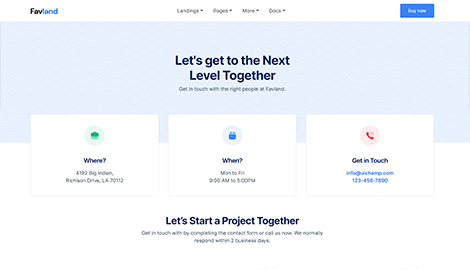 Favland
Landings Pages More Docs
Buy now
Let's get to the Next
Level Together
Get in touch with the right people at Favland.
Where?
4192 Big Indian,
Richison Drive, LA 70112
When?
Mon to Fri
9:00 AM to 5:00PM
Get in Touch
info@uichamp.com
123-456-7890
Let's Start a Project Together
Get in touch with by completing the contact form or call us now. We normally
respond within 2 business days.